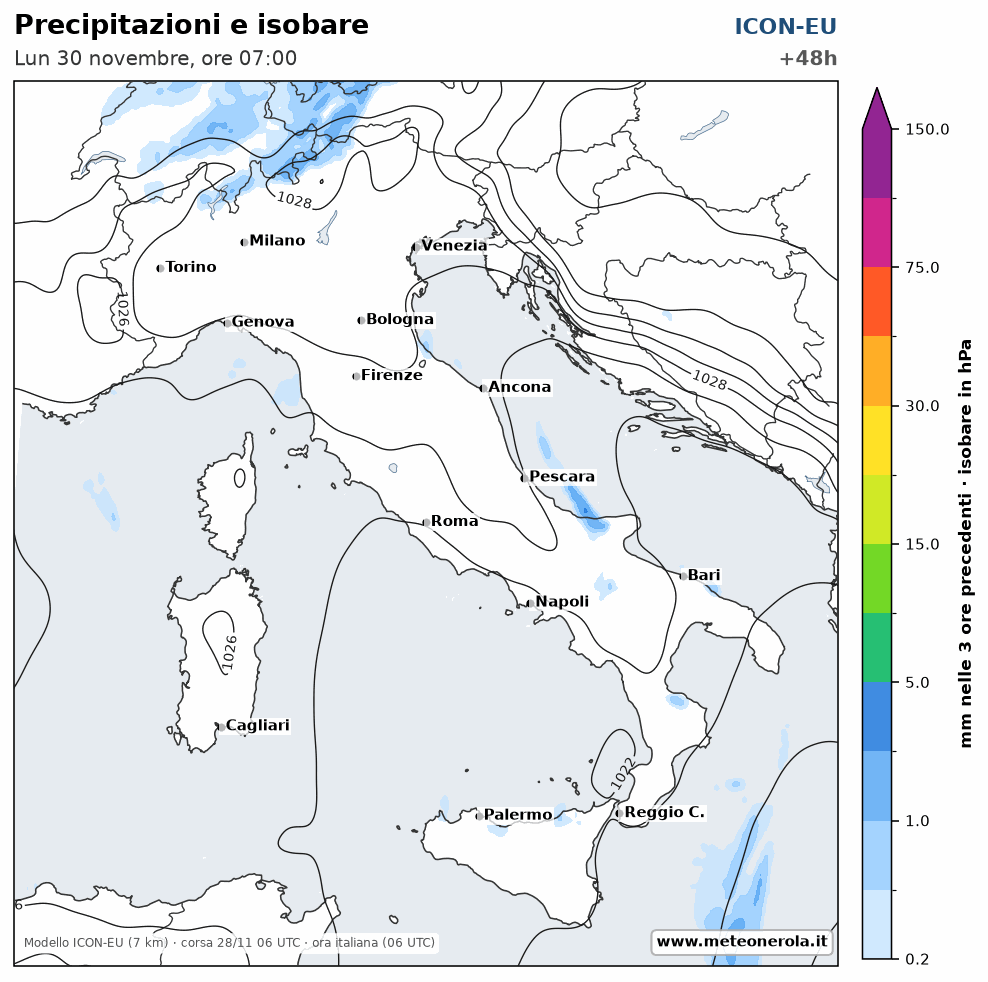 Precipitazioni e isobare
ICON-EU
Lun 30 novembre, ore 07:00
+48h
150.0
75.0
30.0
15.0
5.0
1.0
0.2
mm nelle 3 ore precedenti · isobare in hPa
1028
Milano
Venezia
Torino
1026
Genova
Bologna
Firenze
1028
Ancona
Pescara
Roma
Bari
Napoli
1026
Cagliari
1022
Palermo
Reggio C.
6
Modello ICON-EU (7 km) · corsa 28/11 06 UTC · ora italiana (06 UTC)
www.meteonerola.it